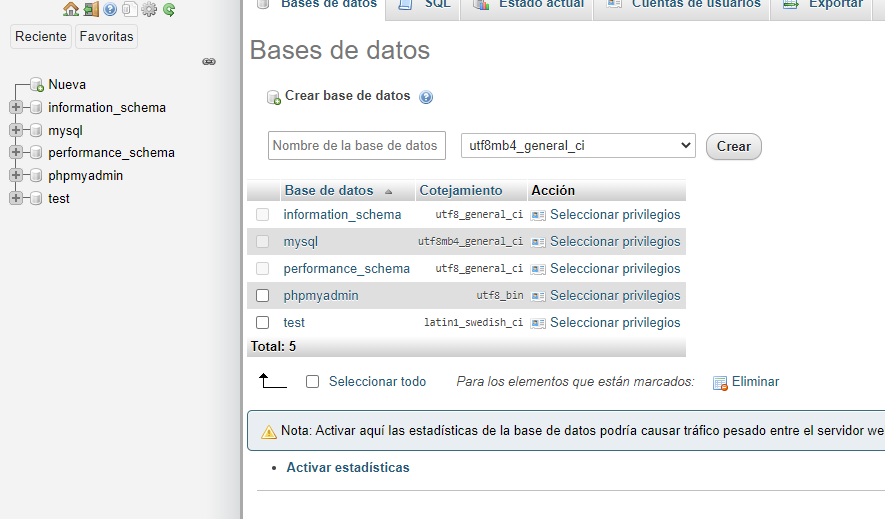 Reciente Favoritas
Nueva
information_schema
mysql
performance_schema
phpmyadmin
test
Bases de datos SQL Estado actual Cuentas de usuarios Exportar
Bases de datos
Crear base de datos
Nombre de la base de datos utf8mb4_general_ci Crear
Base de datos Cotejamiento Acción
information_schema utf8_general_ci Seleccionar privilegios
mysql utf8mb4_general_ci Seleccionar privilegios
performance_schema utf8_general_ci Seleccionar privilegios
phpmyadmin utf8_bin Seleccionar privilegios
test latin1_swedish_ci Seleccionar privilegios
Total: 5
Seleccionar todo Para los elementos que están marcados: Eliminar
Nota: Activar aquí las estadísticas de la base de datos podría causar tráfico pesado entre el servidor we
• Activar estadísticas